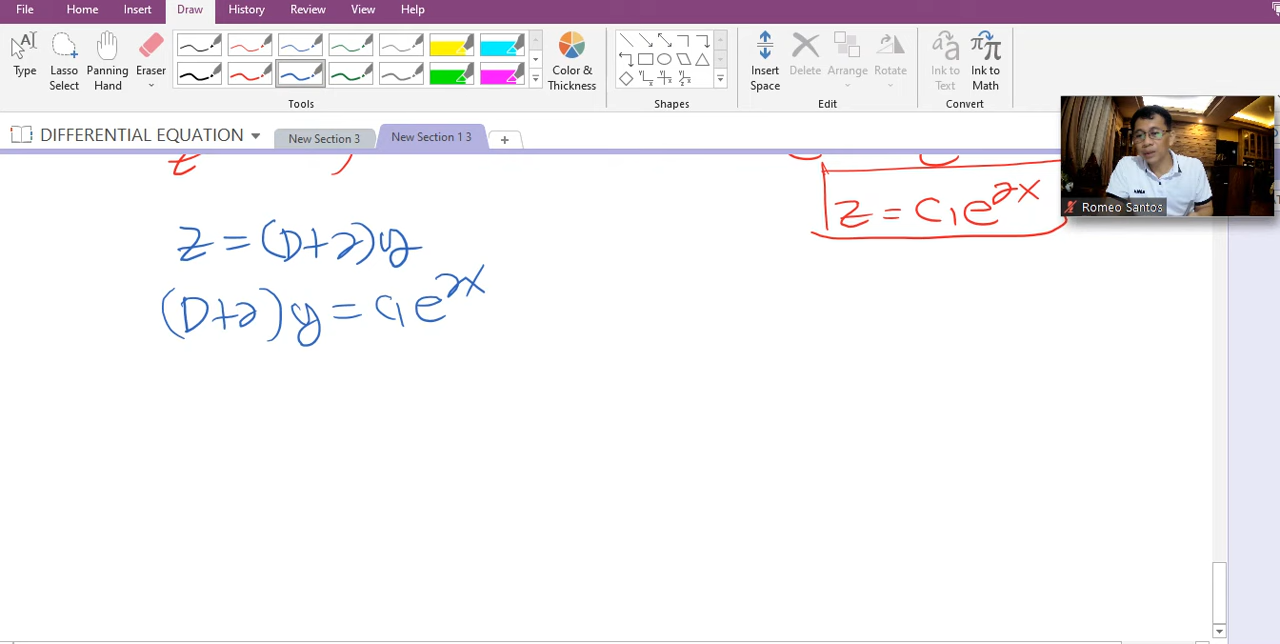 File Home Insert Draw History Review View Help
Type Lasso Select Panning Hand Eraser Color & Thickness Insert Space Delete Arrange Rotate Ink to Text Ink to Math
Tools Shapes Edit Convert
DIFFERENTIAL EQUATION New Section 3 New Section 1 3
Romeo Santos
z = C₁e^{2x}
z = (D+2)y
(D+2)y = C₁e^{2x}